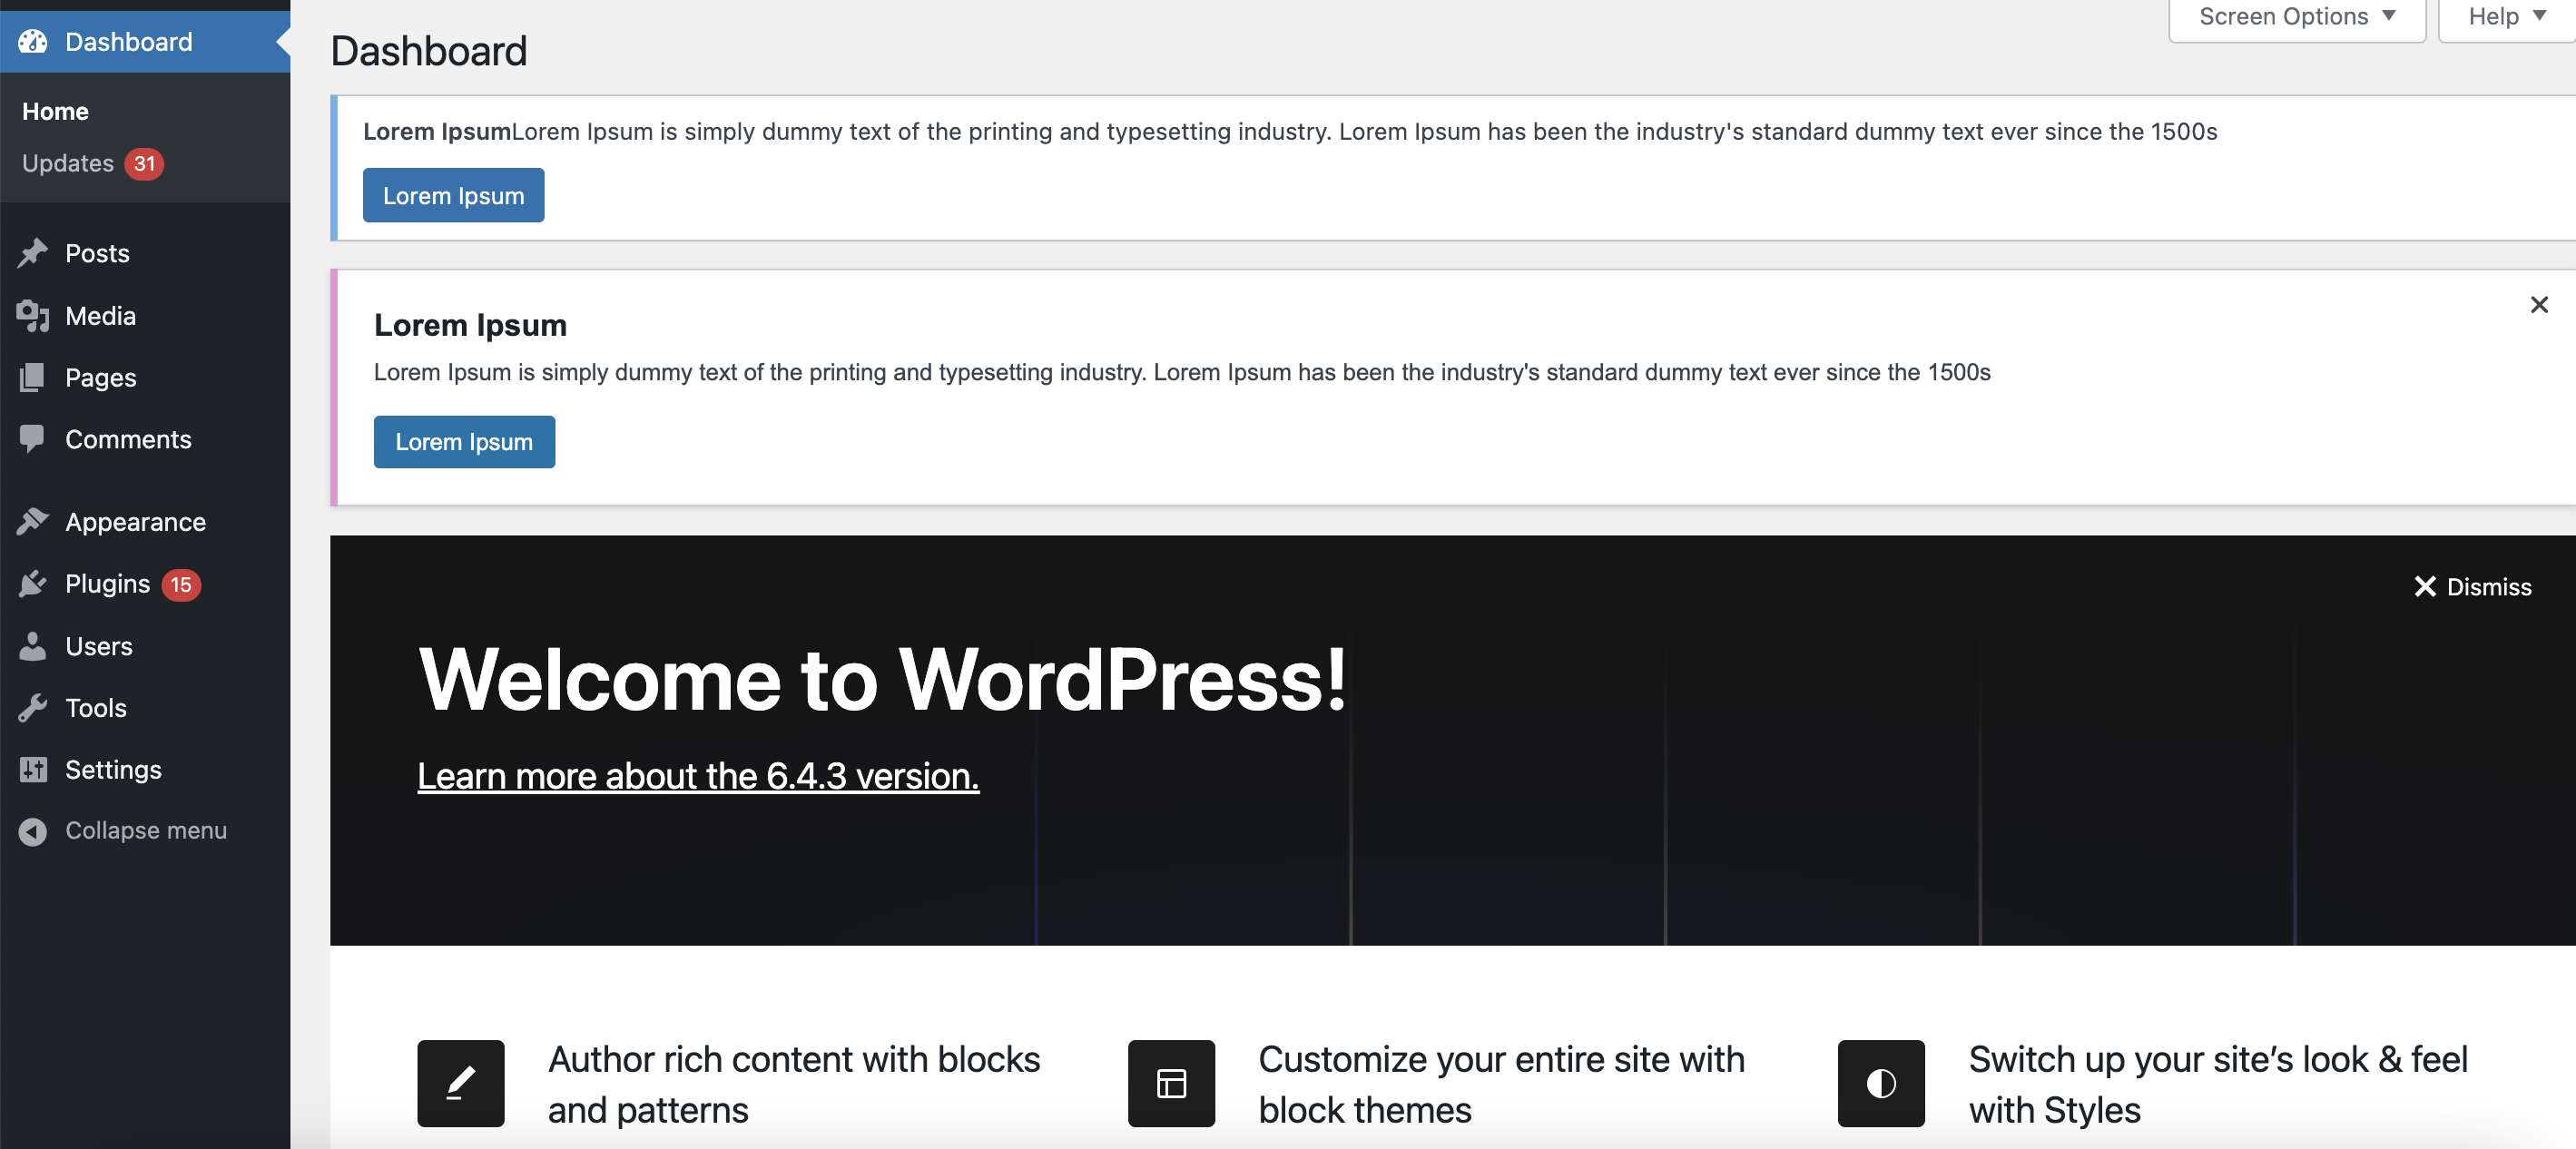 Dashboard
Home
Updates 31
Posts
Media
Pages
Comments
Appearance
Plugins 15
Users
Tools
Settings
Collapse menu
Screen Options
Help
Dashboard
Lorem IpsumLorem Ipsum is simply dummy text of the printing and typesetting industry. Lorem Ipsum has been the industry's standard dummy text ever since the 1500s
Lorem Ipsum
Lorem Ipsum
Lorem Ipsum is simply dummy text of the printing and typesetting industry. Lorem Ipsum has been the industry's standard dummy text ever since the 1500s
Lorem Ipsum
Dismiss
Welcome to WordPress!
Learn more about the 6.4.3 version.
Author rich content with blocks
and patterns
Customize your entire site with
block themes
Switch up your site’s look & feel
with Styles